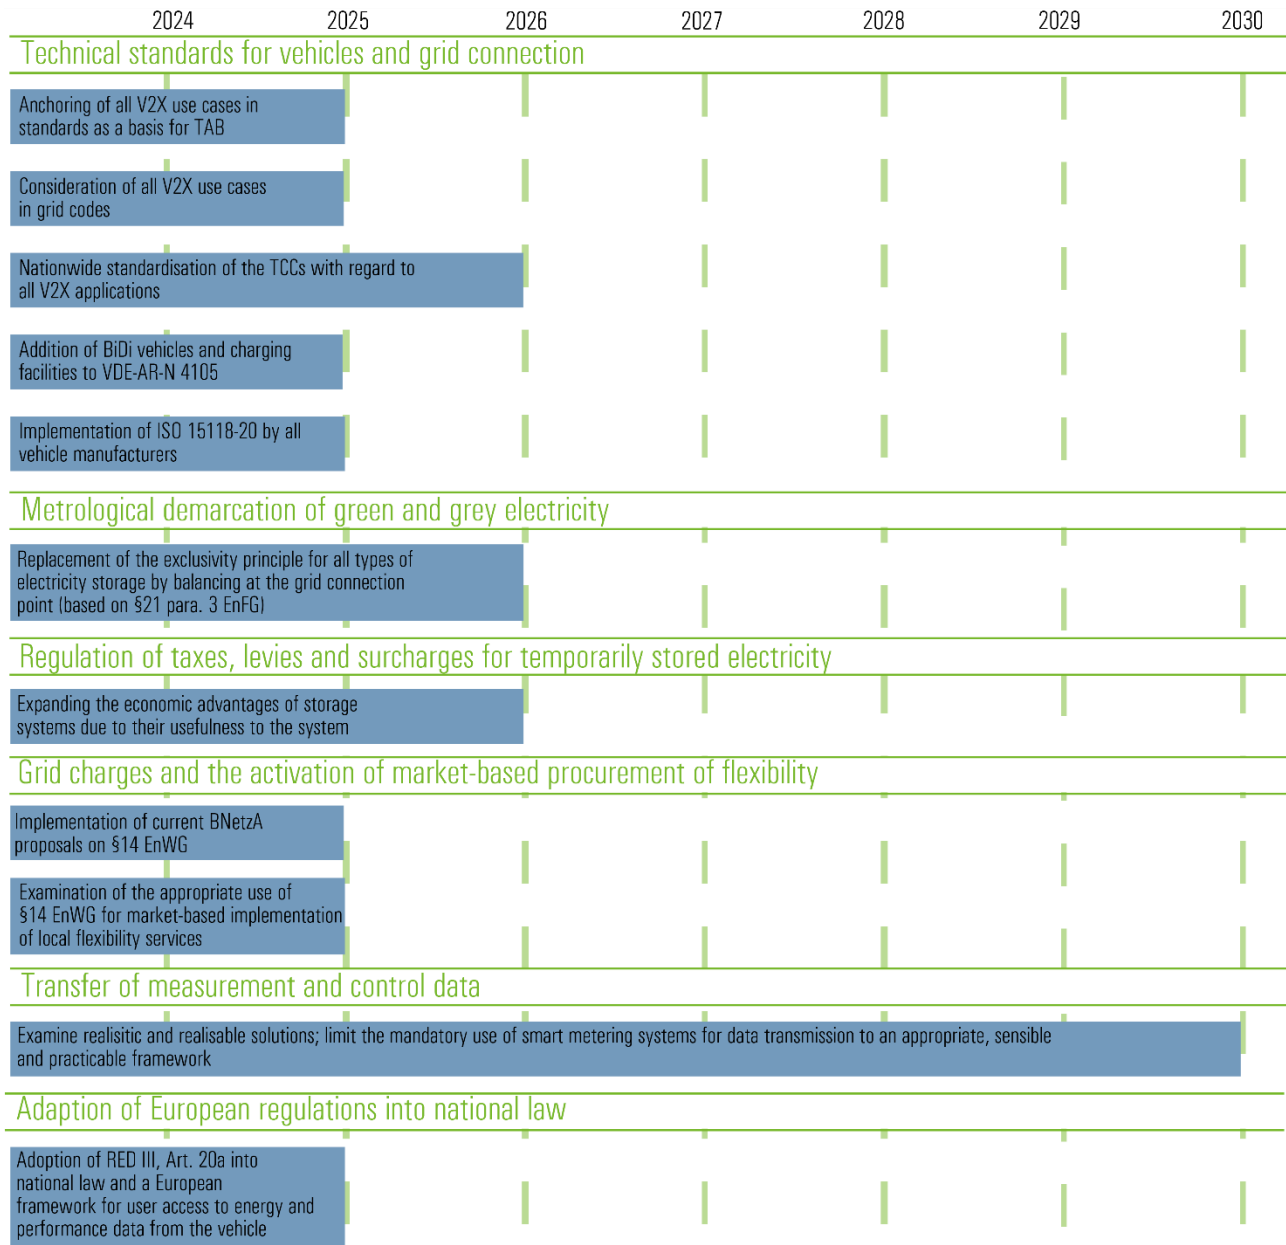 2024 2025 2026 2027 2028 2029 2030
Technical standards for vehicles and grid connection
Anchoring of all V2X use cases in
standards as a basis for TAB
Consideration of all V2X use cases
in grid codes
Nationwide standardisation of the TCCs with regard to
all V2X applications
Addition of BiDi vehicles and charging
facilities to VDE-AR-N 4105
Implementation of ISO 15118-20 by all
vehicle manufacturers
Metrological demarcation of green and grey electricity
Replacement of the exclusivity principle for all types of
electricity storage by balancing at the grid connection
point (based on §21 para. 3 EnFG)
Regulation of taxes, levies and surcharges for temporarily stored electricity
Expanding the economic advantages of storage
systems due to their usefulness to the system
Grid charges and the activation of market-based procurement of flexibility
Implementation of current BNetzA
proposals on §14 EnWG
Examination of the appropriate use of
§14 EnWG for market-based implementation
of local flexibility services
Transfer of measurement and control data
Examine realisitic and realisable solutions; limit the mandatory use of smart metering systems for data transmission to an appropriate, sensible
and practicable framework
Adaption of European regulations into national law
Adoption of RED III, Art. 20a into
national law and a European
framework for user access to energy and
performance data from the vehicle